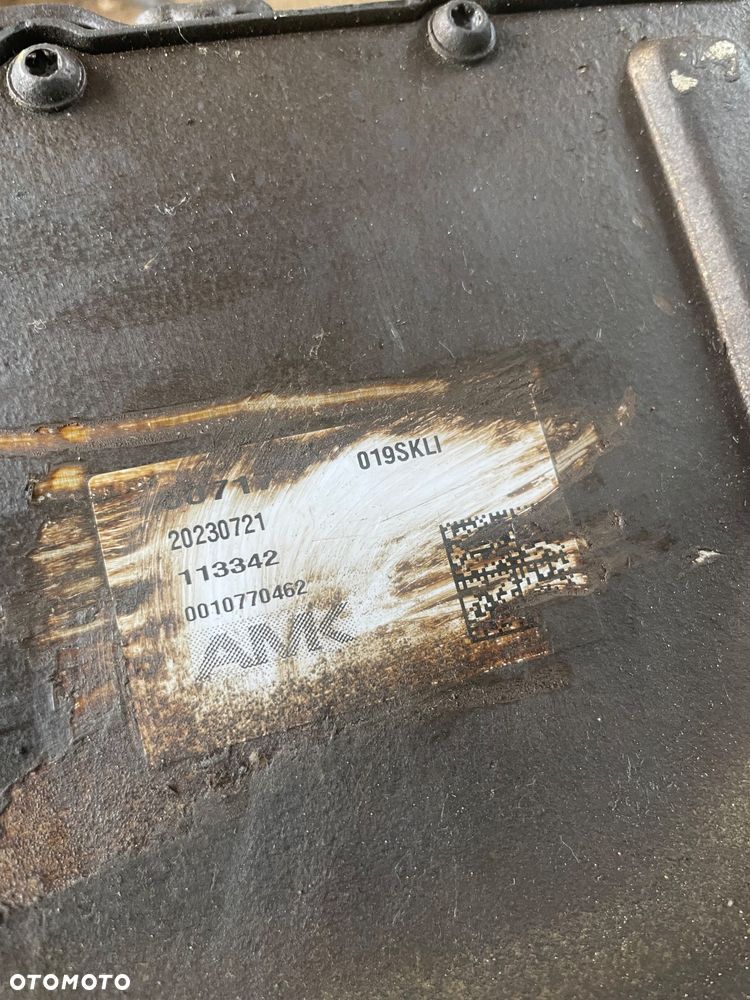 019SKLI
20230721
113342
0010770462
AMK
OTOMOTO